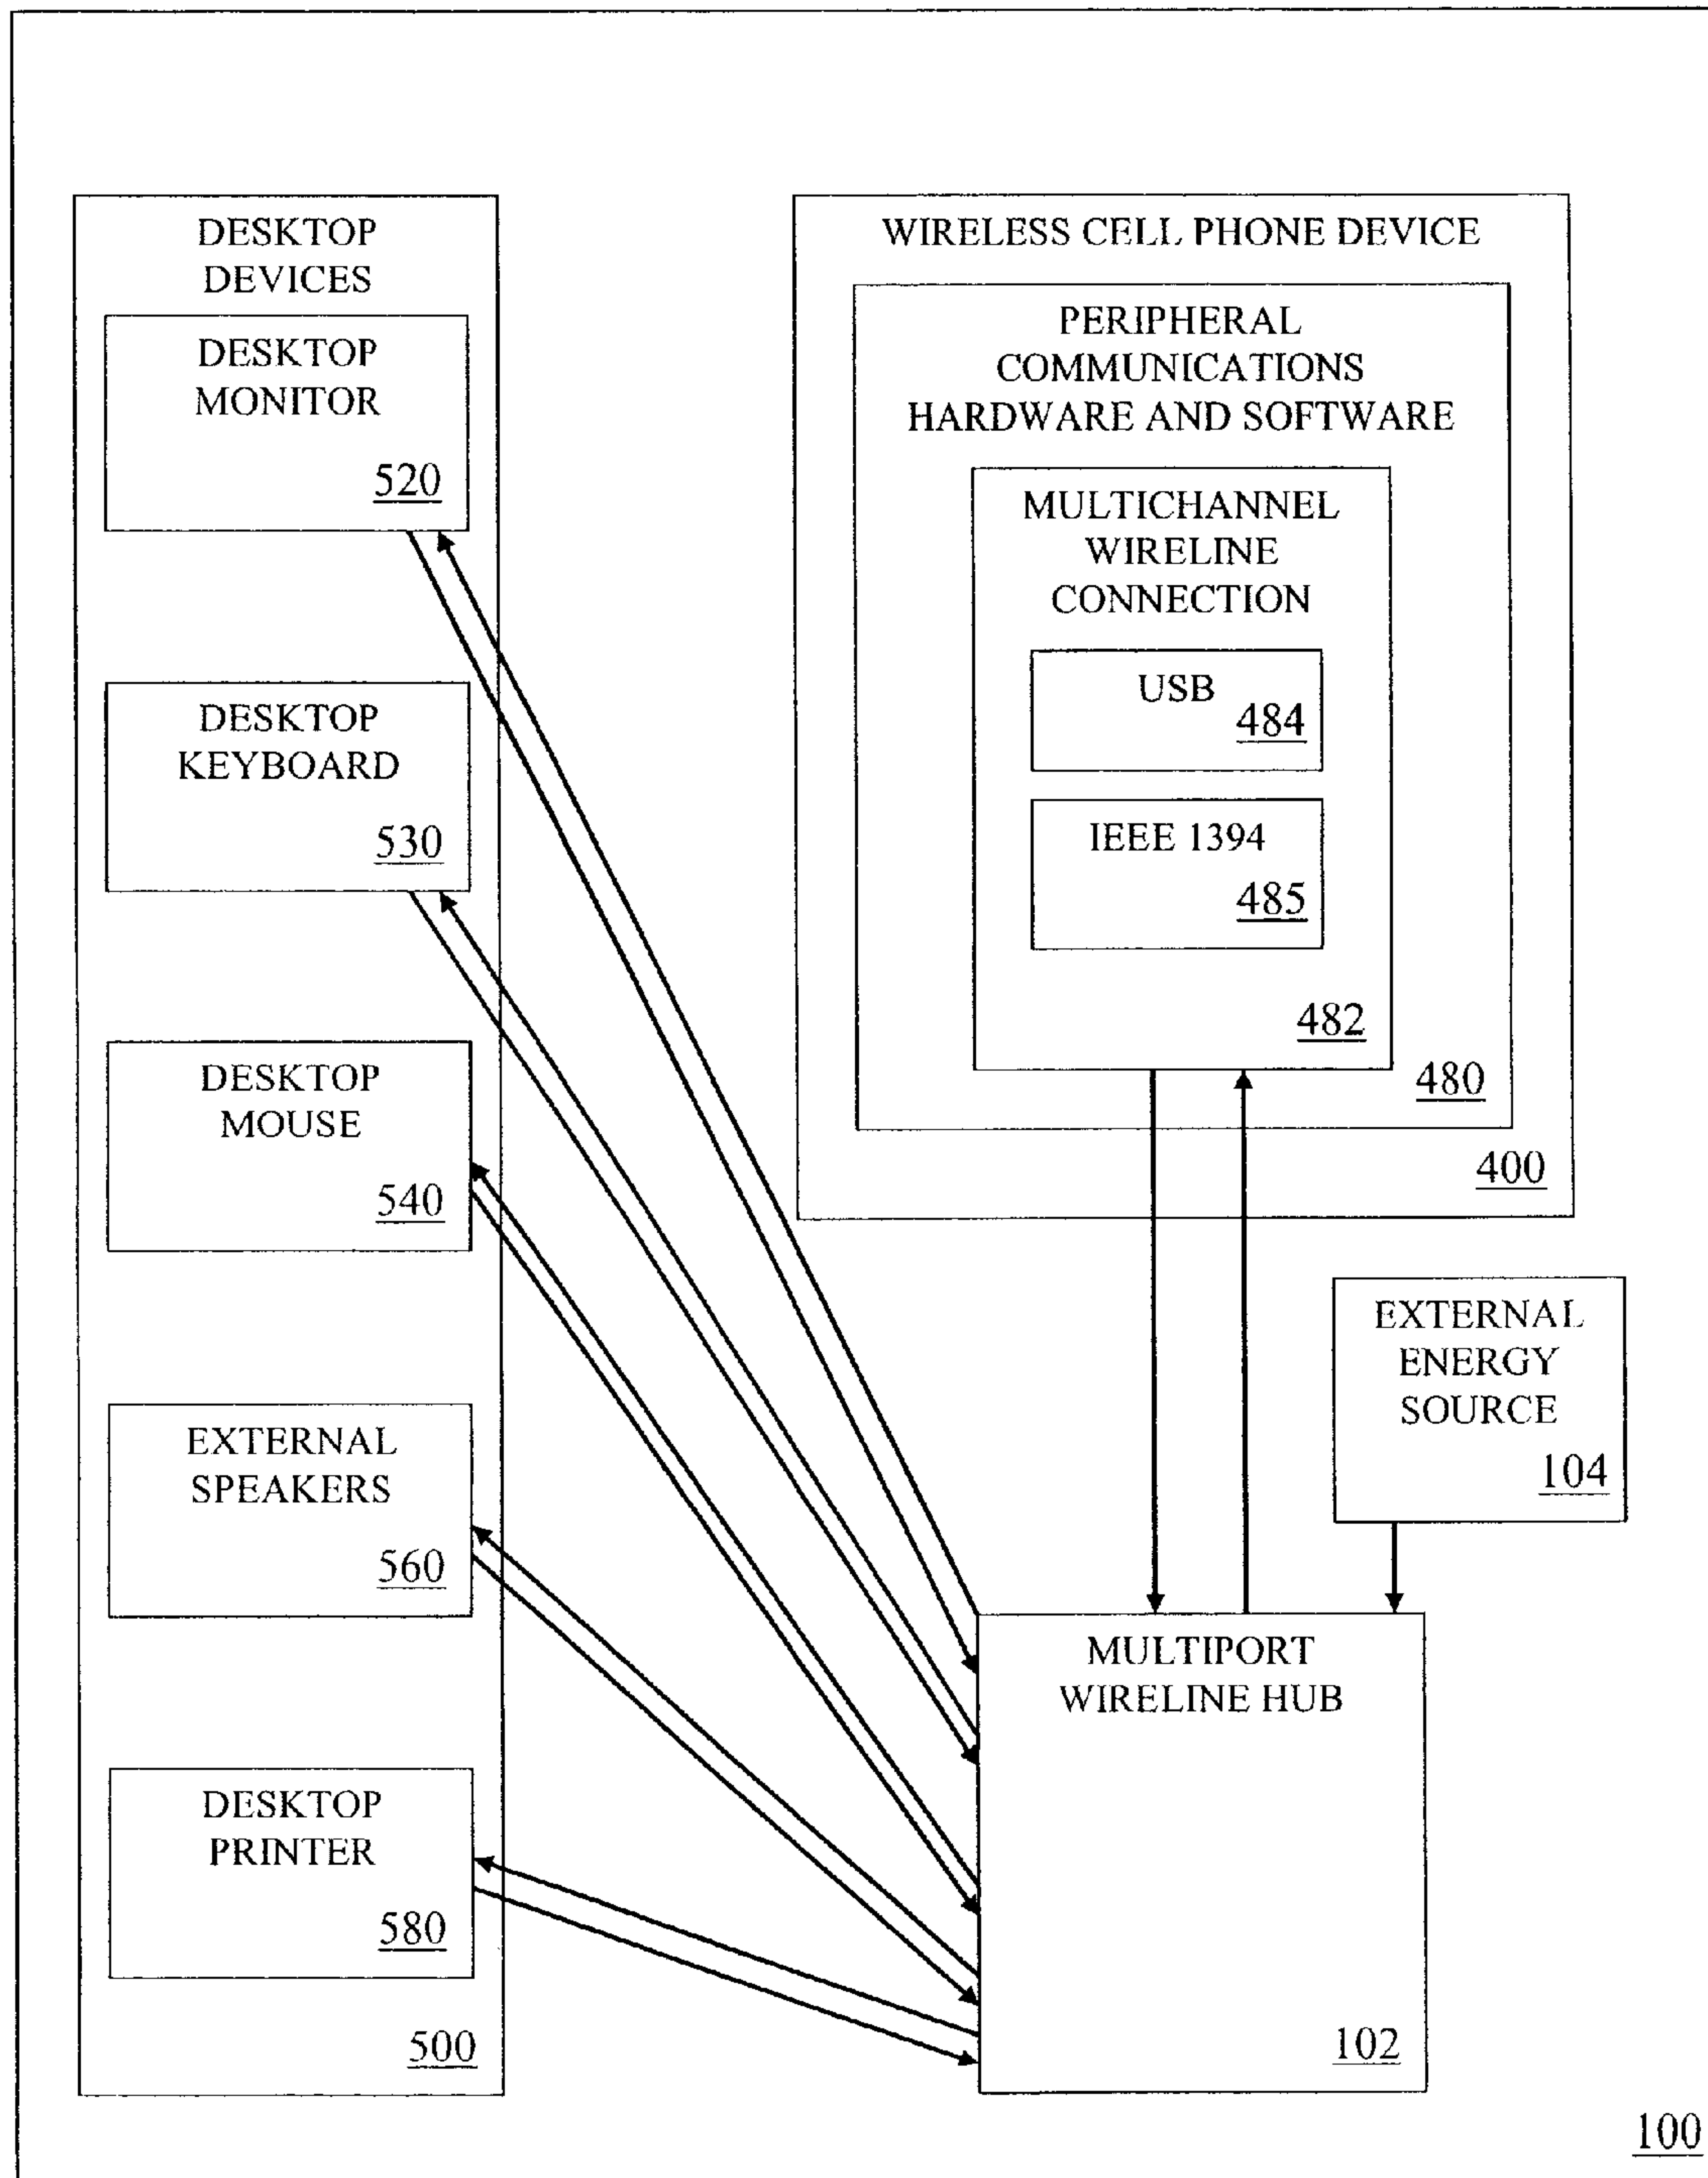 DESKTOP
DEVICES
DESKTOP
MONITOR
520
DESKTOP
KEYBOARD
530
DESKTOP
MOUSE
540
EXTERNAL
SPEAKERS
560
DESKTOP
PRINTER
580
500
WIRELESS CELL PHONE DEVICE
PERIPHERAL
COMMUNICATIONS
HARDWARE AND SOFTWARE
MULTICHANNEL
WIRELINE
CONNECTION
USB
484
IEEE 1394
485
482
480
400
EXTERNAL
ENERGY
SOURCE
104
MULTIPORT
WIRELINE HUB
102
100